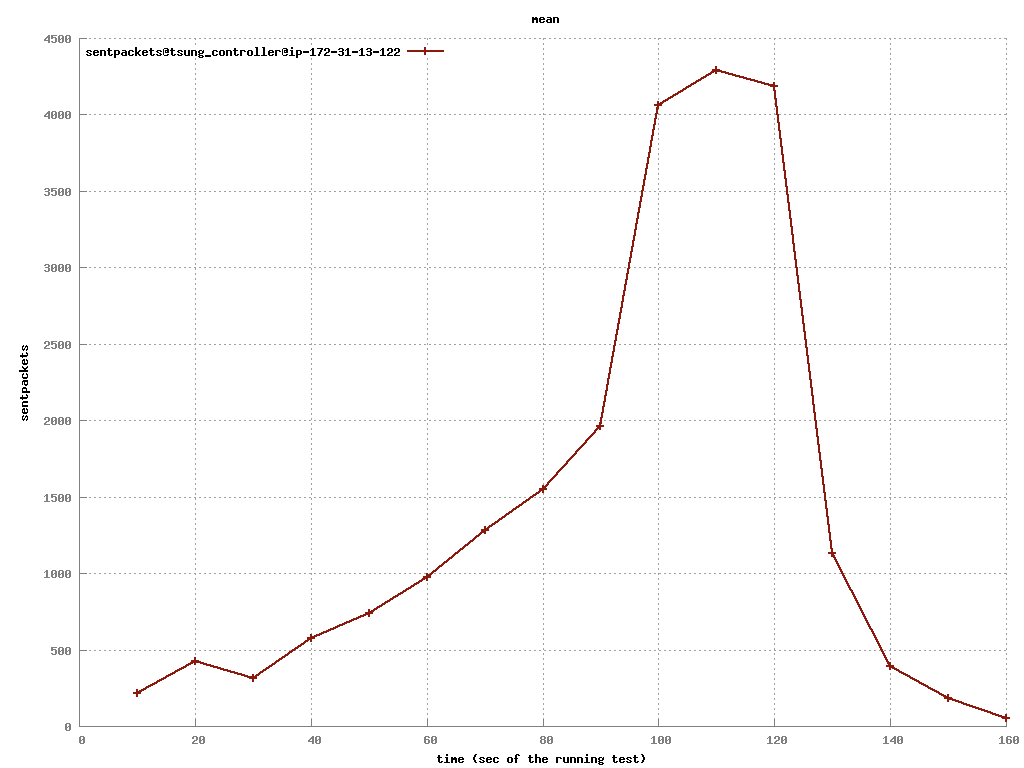 mean
4500
sentpackets@tsung_controller@ip-172-31-13-122
4000
3500
3000
2500
sentpackets
2000
1500
1000
500
0
0 20 40 60 80 100 120 140 160
time (sec of the running test)